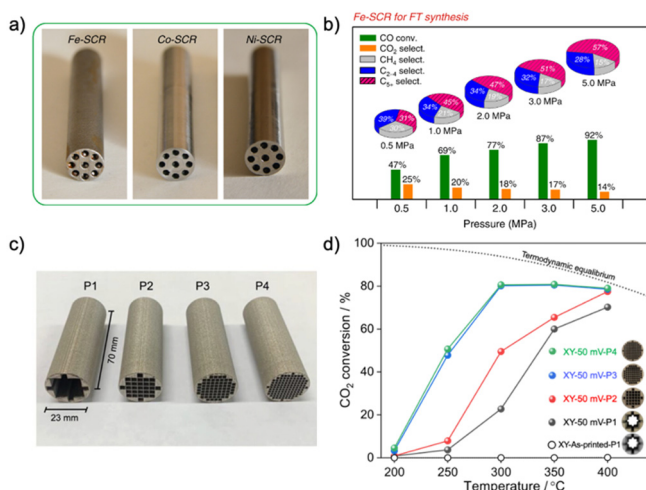 a)
Fe-SCR Co-SCR Ni-SCR
b)
Fe-SCR for FT synthesis
CO conv.
CO2 select.
CH4 select.
C2-4 select.
C5+ select.
39% 31%
0.5 MPa
34% 45%
1.0 MPa
34% 47%
2.0 MPa
32% 51%
3.0 MPa
28% 57%
5.0 MPa
47% 25%
69% 20%
77% 18%
87% 17%
92% 14%
0.5 1.0 2.0 3.0 5.0
Pressure (MPa)
c)
P1 P2 P3 P4
70 mm
23 mm
d)
Termodynamic equalibrium
CO2 conversion / %
100
80
60
40
20
0
XY-50 mV-P4
XY-50 mV-P3
XY-50 mV-P2
XY-50 mV-P1
XY-As-printed-P1
200 250 300 350 400
Temperature / °C